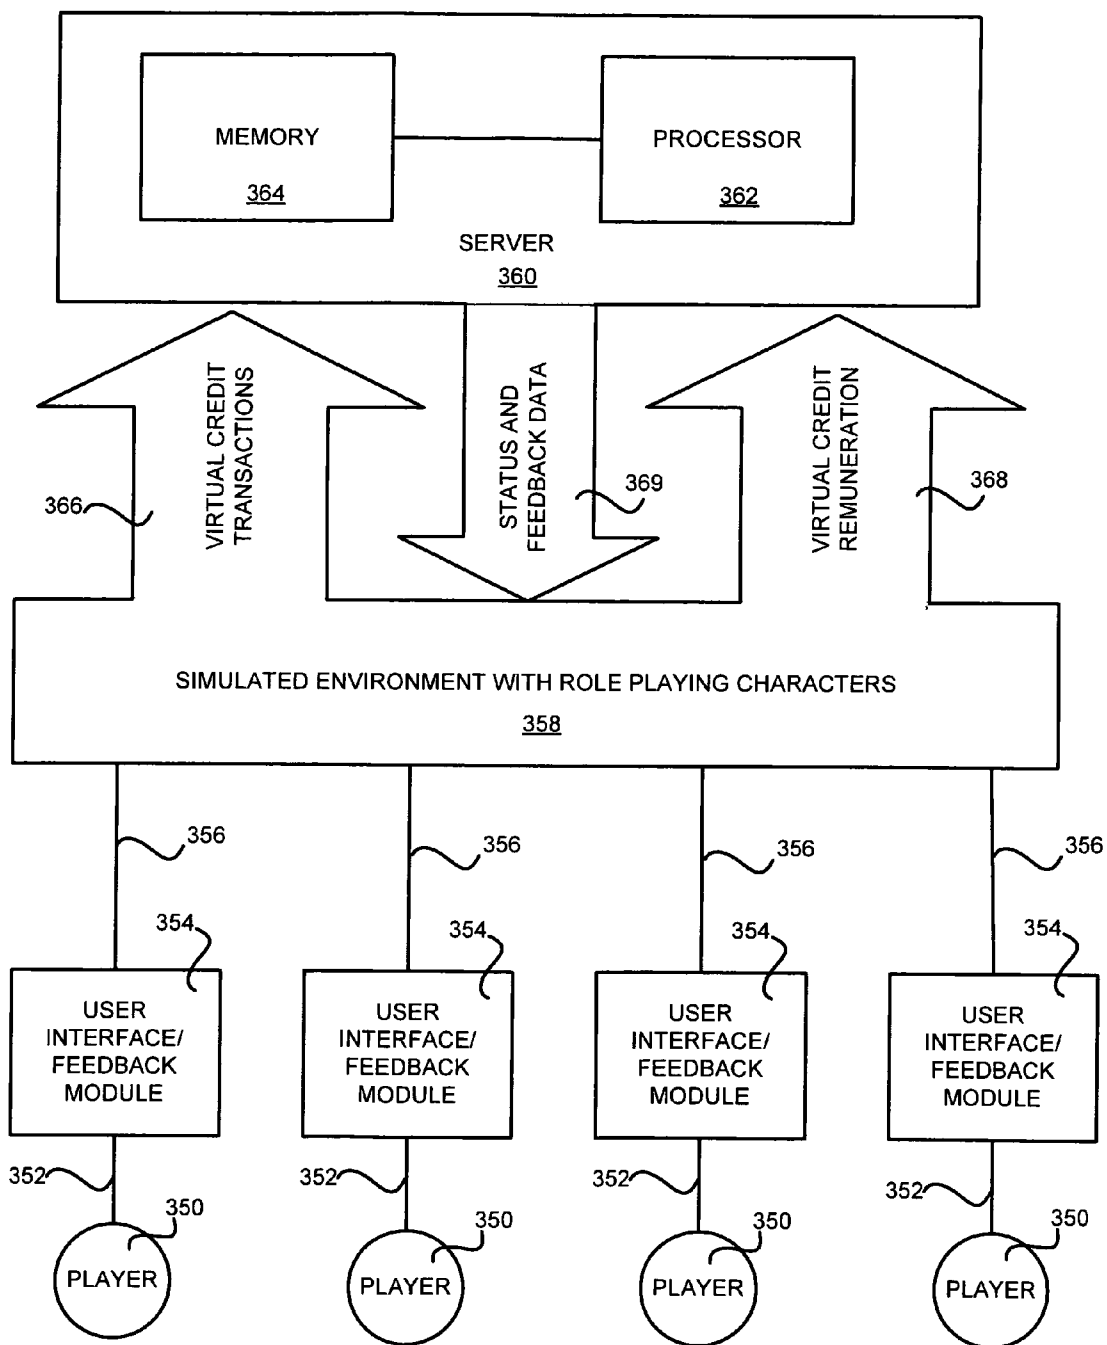 MEMORY
364
PROCESSOR
362
SERVER
360
VIRTUAL CREDIT
TRANSACTIONS
366
STATUS AND
FEEDBACK DATA
369
VIRTUAL CREDIT
REMUNERATION
368
SIMULATED ENVIRONMENT WITH ROLE PLAYING CHARACTERS
358
356
356
356
356
354
354
354
354
USER
INTERFACE/
FEEDBACK
MODULE
USER
INTERFACE/
FEEDBACK
MODULE
USER
INTERFACE/
FEEDBACK
MODULE
USER
INTERFACE/
FEEDBACK
MODULE
352
352
352
352
350
350
350
350
PLAYER
PLAYER
PLAYER
PLAYER